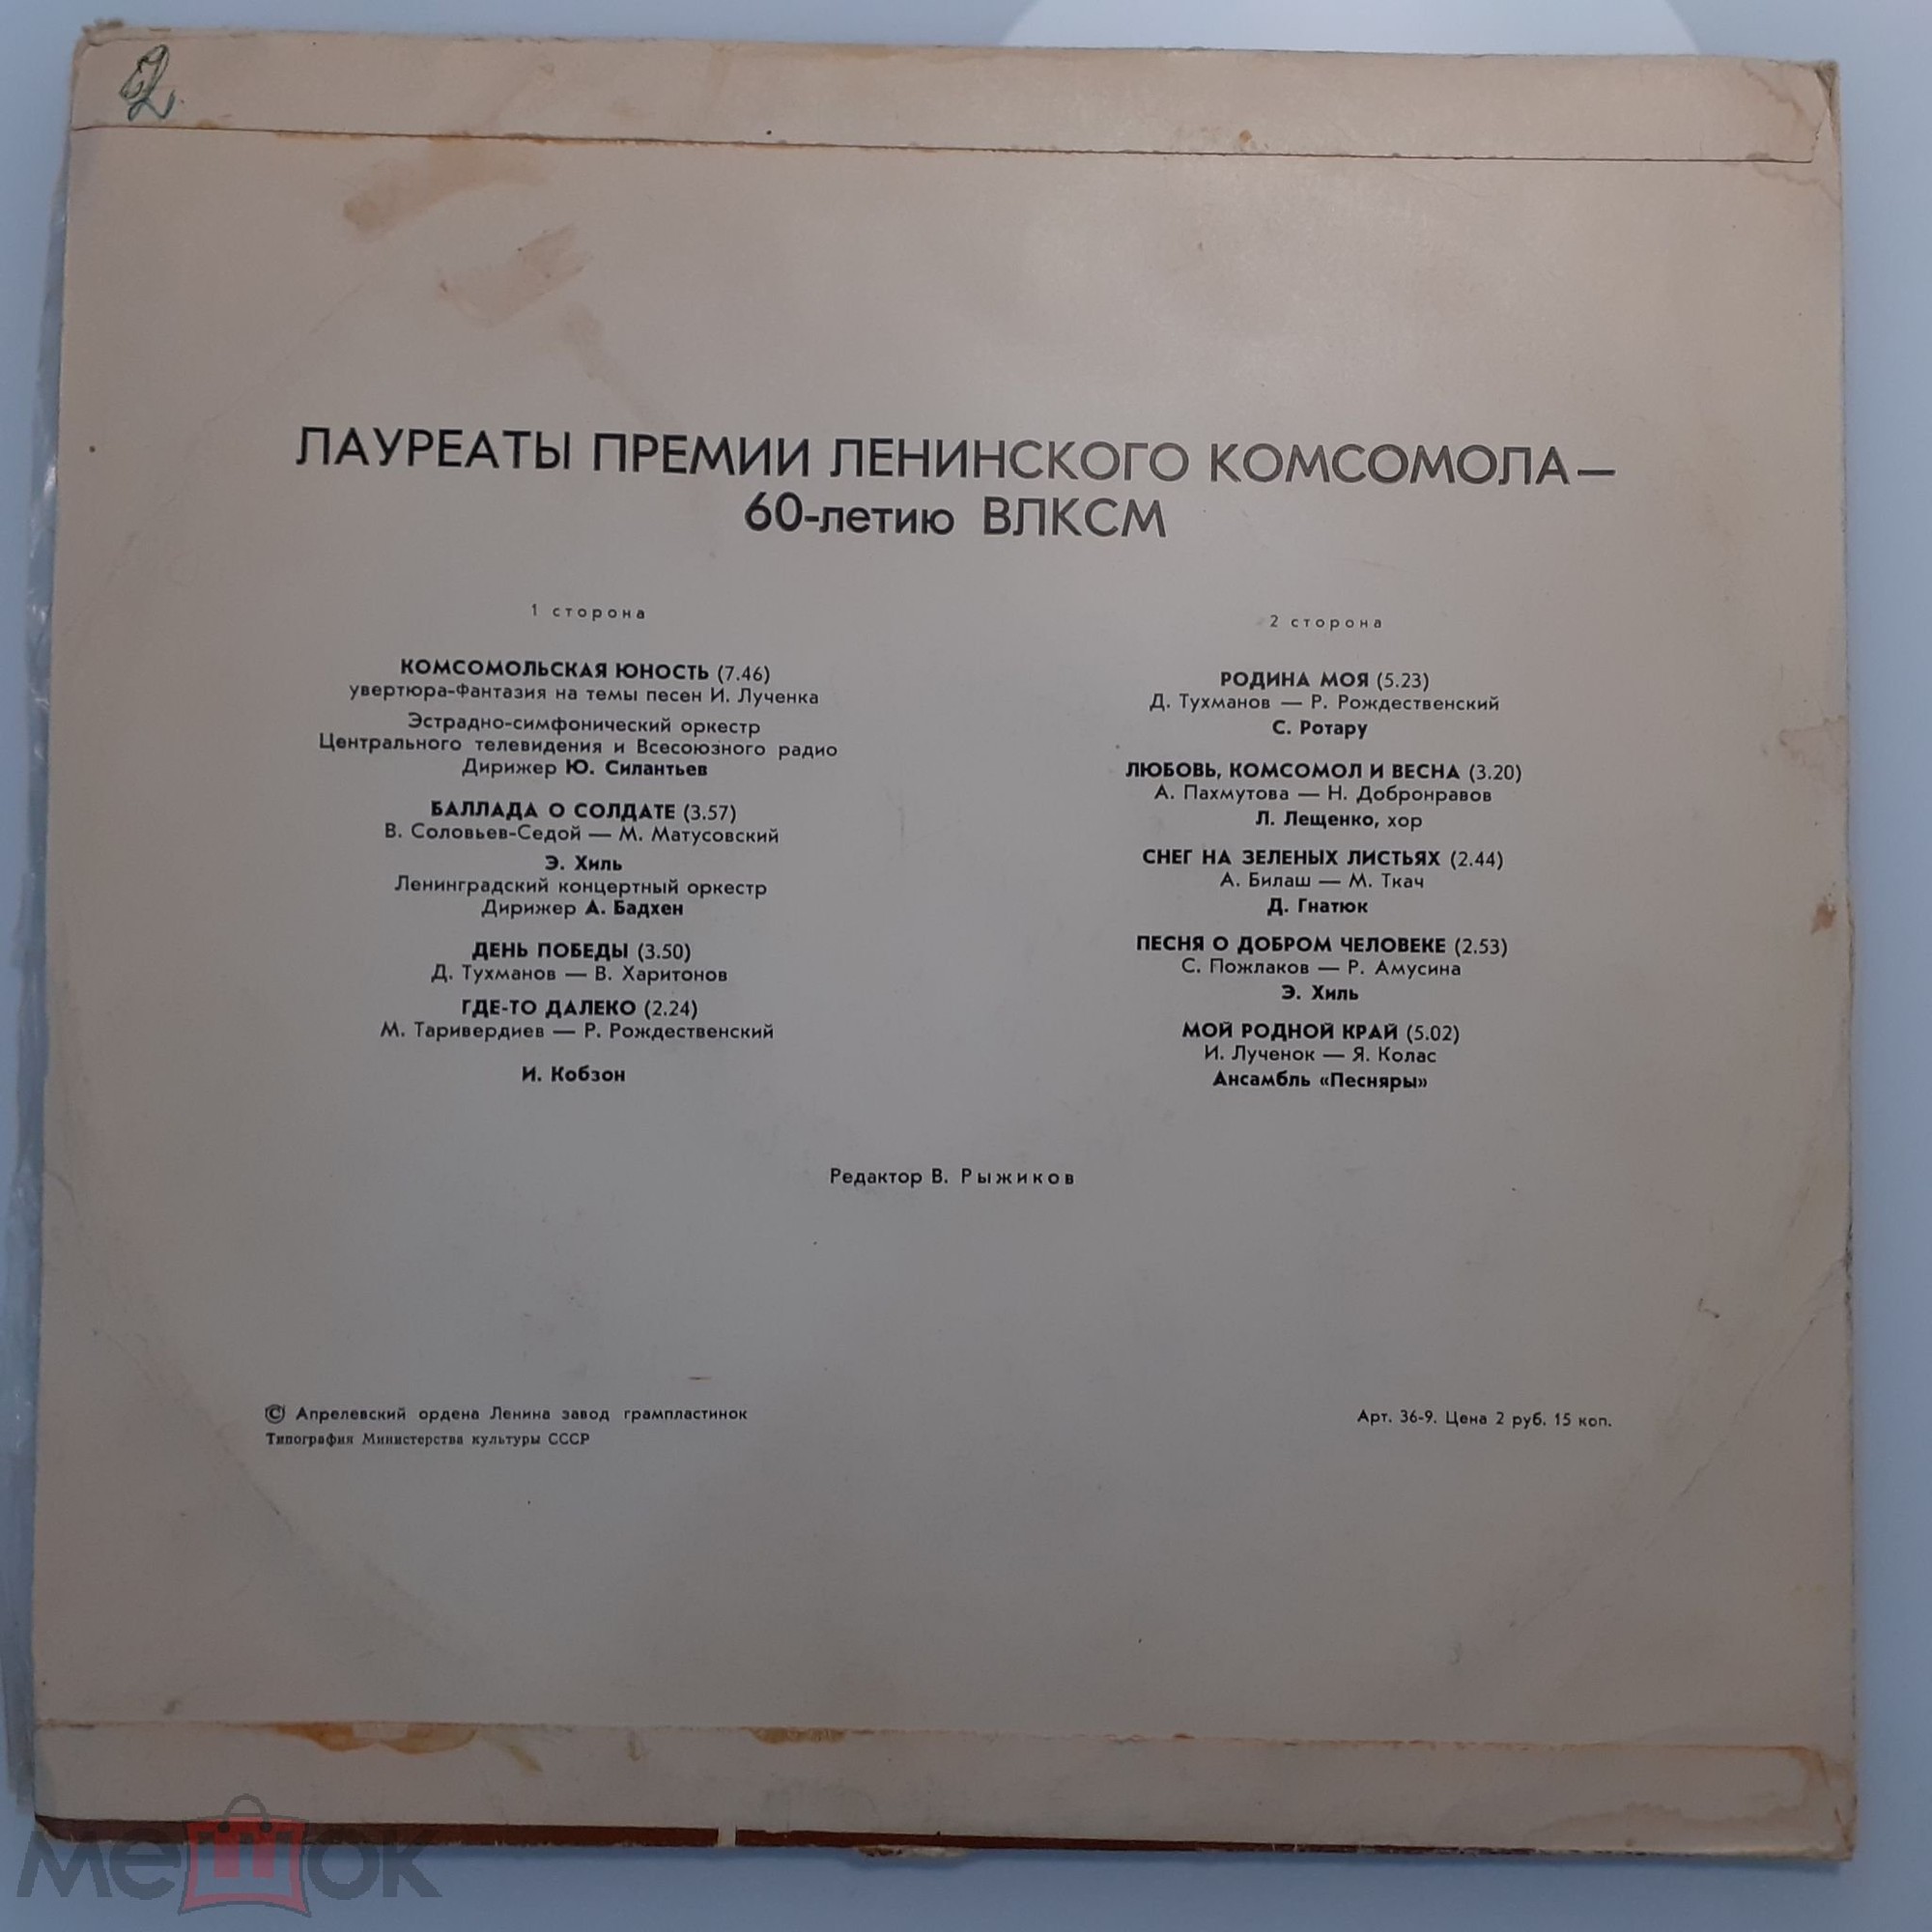 2
ЛАУРЕАТЫ ПРЕМИИ ЛЕНИНСКОГО КОМСОМОЛА —
60-летию ВЛКСМ
1 сторона
КОМСОМОЛЬСКАЯ ЮНОСТЬ (7.46)
увертюра-Фантазия на темы песен И. Лученка
Эстрадно-симфонический оркестр
Центрального телевидения и Всесоюзного радио
Дирижер Ю. Силантьев
БАЛЛАДА О СОЛДАТЕ (3.57)
В. Соловьев-Седой — М. Матусовский
Э. Хиль
Ленинградский концертный оркестр
Дирижер А. Бадхен
ДЕНЬ ПОБЕДЫ (3.50)
Д. Тухманов — В. Харитонов
ГДЕ-ТО ДАЛЕКО (2.24)
М. Таривердиев — Р. Рождественский
И. Кобзон
2 сторона
РОДИНА МОЯ (5.23)
Д. Тухманов — Р. Рождественский
С. Ротару
ЛЮБОВЬ, КОМСОМОЛ И ВЕСНА (3.20)
А. Пахмутова — Н. Добронравов
Л. Лещенко, хор
СНЕГ НА ЗЕЛЕНЫХ ЛИСТЬЯХ (2.44)
А. Билаш — М. Ткач
Д. Гнатюк
ПЕСНЯ О ДОБРОМ ЧЕЛОВЕКЕ (2.53)
С. Пожлаков — Р. Амусина
Э. Хиль
МОЙ РОДНОЙ КРАЙ (5.02)
И. Лученок — Я. Колас
Ансамбль «Песняры»
Редактор В. Рыжиков
© Апрелевский ордена Ленина завод грампластинок
Типография Министерства культуры СССР
Арт. 36-9. Цена 2 руб. 15 коп.
мешок